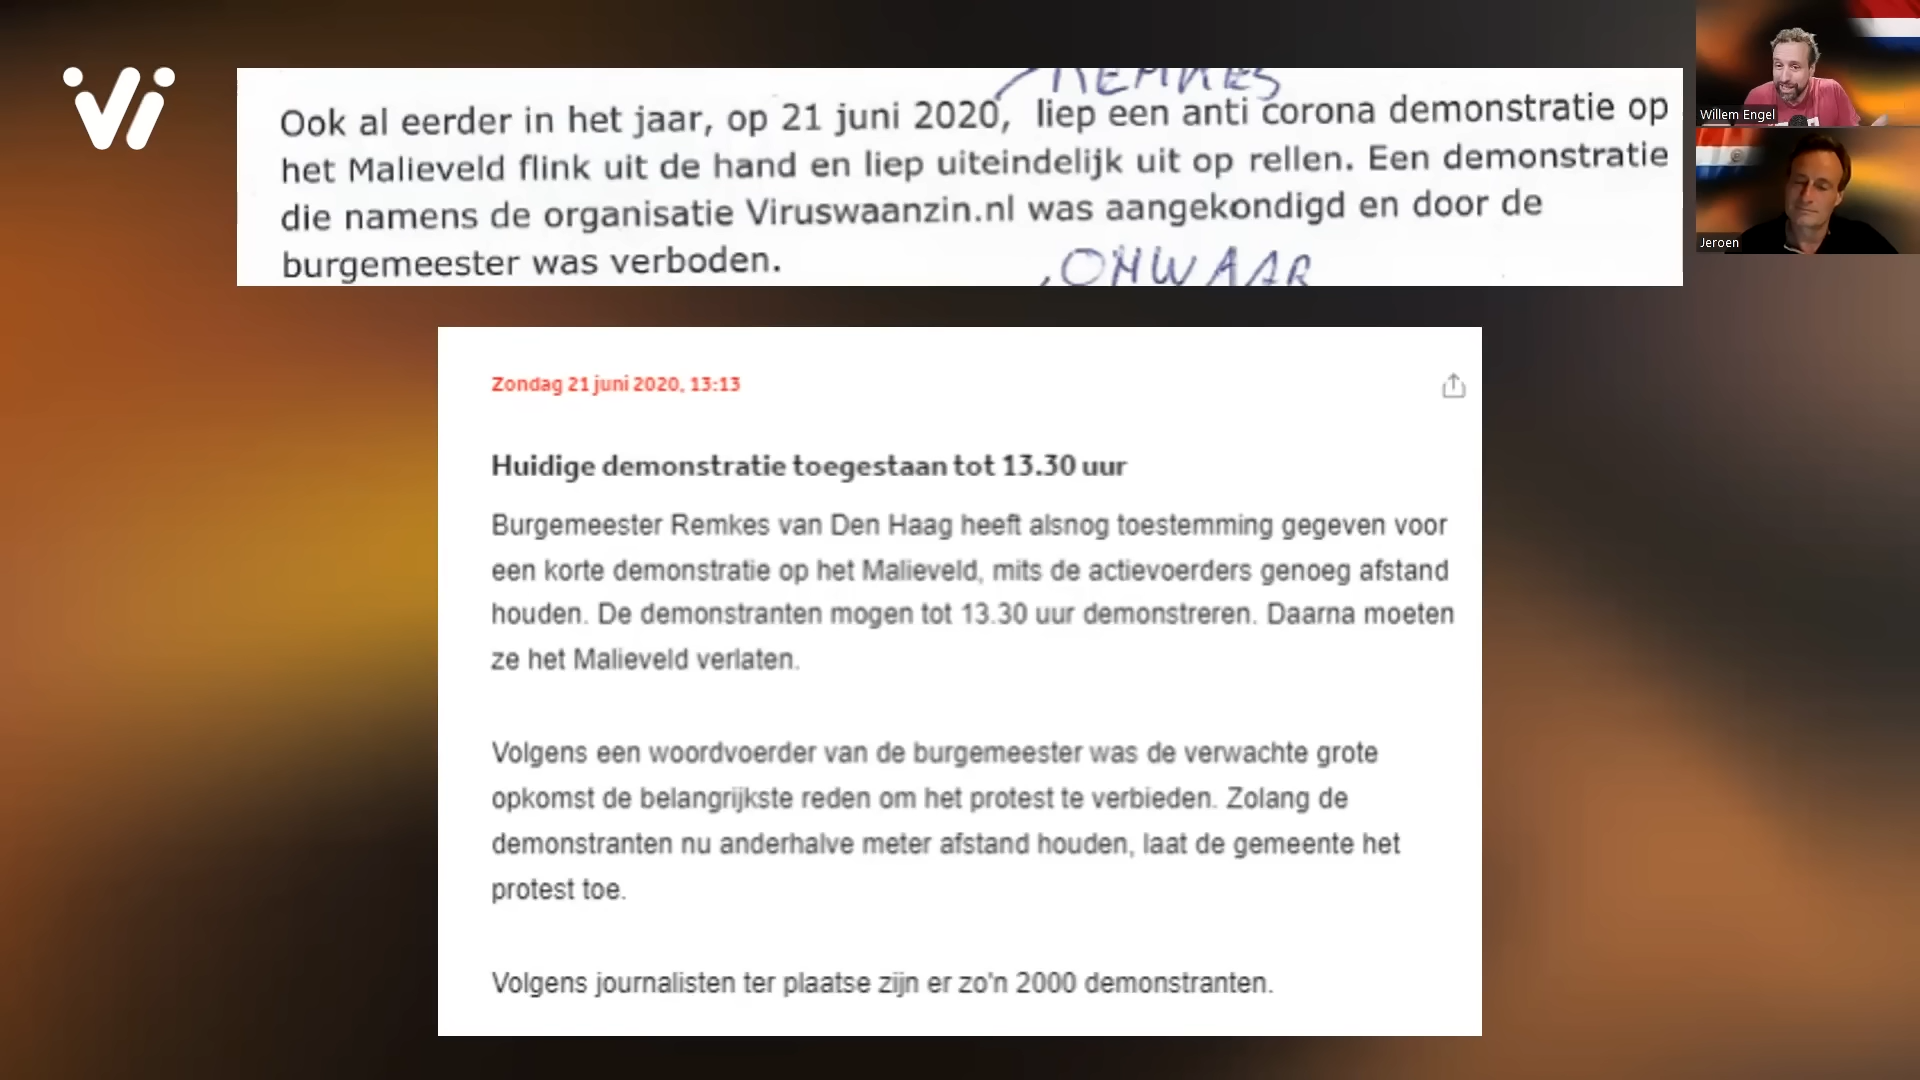 Vi
REMKES
Ook al eerder in het jaar, op 21 juni 2020, liep een anti corona demonstratie op
het Malieveld flink uit de hand en liep uiteindelijk uit op rellen. Een demonstratie
die namens de organisatie Viruswaanzin.nl was aangekondigd en door de
burgemeester was verboden.
ONWAAR
Willem Engel
Jeroen
Zondag 21 juni 2020, 13:13
Huidige demonstratie toegestaan tot 13.30 uur
Burgemeester Remkes van Den Haag heeft alsnog toestemming gegeven voor
een korte demonstratie op het Malieveld, mits de actievoerders genoeg afstand
houden. De demonstranten mogen tot 13.30 uur demonstreren. Daarna moeten
ze het Malieveld verlaten.
Volgens een woordvoerder van de burgemeester was de verwachte grote
opkomst de belangrijkste reden om het protest te verbieden. Zolang de
demonstranten nu anderhalve meter afstand houden, laat de gemeente het
protest toe.
Volgens journalisten ter plaatse zijn er zo'n 2000 demonstranten.